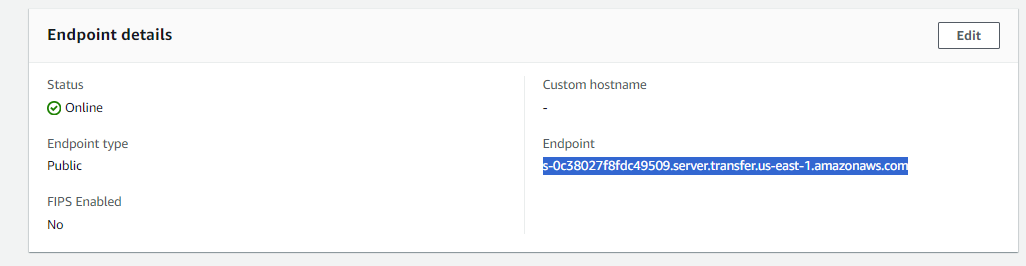 Endpoint details
Edit
Status
Online
Endpoint type
Public
FIPS Enabled
No
Custom hostname
-
Endpoint
s-0c38027f8fdc49509.server.transfer.us-east-1.amazonaws.com